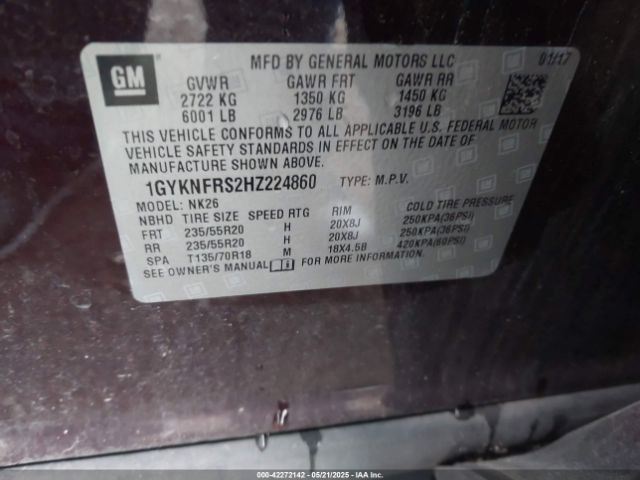 GM
MFD BY GENERAL MOTORS LLC 01/17
GVWR GAWR FRT GAWR RR
2722 KG 1350 KG 1450 KG
6001 LB 2976 LB 3196 LB
THIS VEHICLE CONFORMS TO ALL APPLICABLE U.S. FEDERAL MOTOR
VEHICLE SAFETY STANDARDS IN EFFECT ON THE DATE OF
MANUFACTURE SHOWN ABOVE.
1GYKNFRS2HZ224860 TYPE: M.P.V.
MODEL: NK26
NBHD TIRE SIZE SPEED RTG RIM COLD TIRE PRESSURE
FRT 235/55R20 H 20X8J 250KPA(36PSI)
RR 235/55R20 H 20X8J 250KPA(36PSI)
SPA T135/70R18 M 18X4.5B 420KPA(60PSI)
SEE OWNER'S MANUAL FOR MORE INFORMATION.
000-42272142 - 05/21/2025 - IAAI.CA